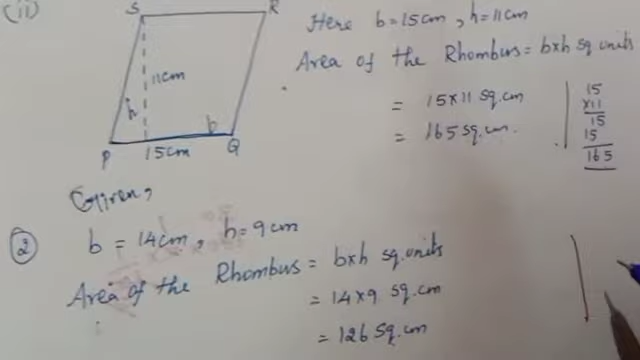 (ii)
S R
Here b=15cm, h=11cm
Area of the Rhombus = b×h sq units
11cm
h
b
P 15cm Q
= 15×11 sq.cm
= 165 sq.cm.
15
×11
15
15
165
Given,
② b = 14cm, h=9cm
Area of the Rhombus = b×h sq.units
= 14×9 sq.cm
= 126 sq.cm